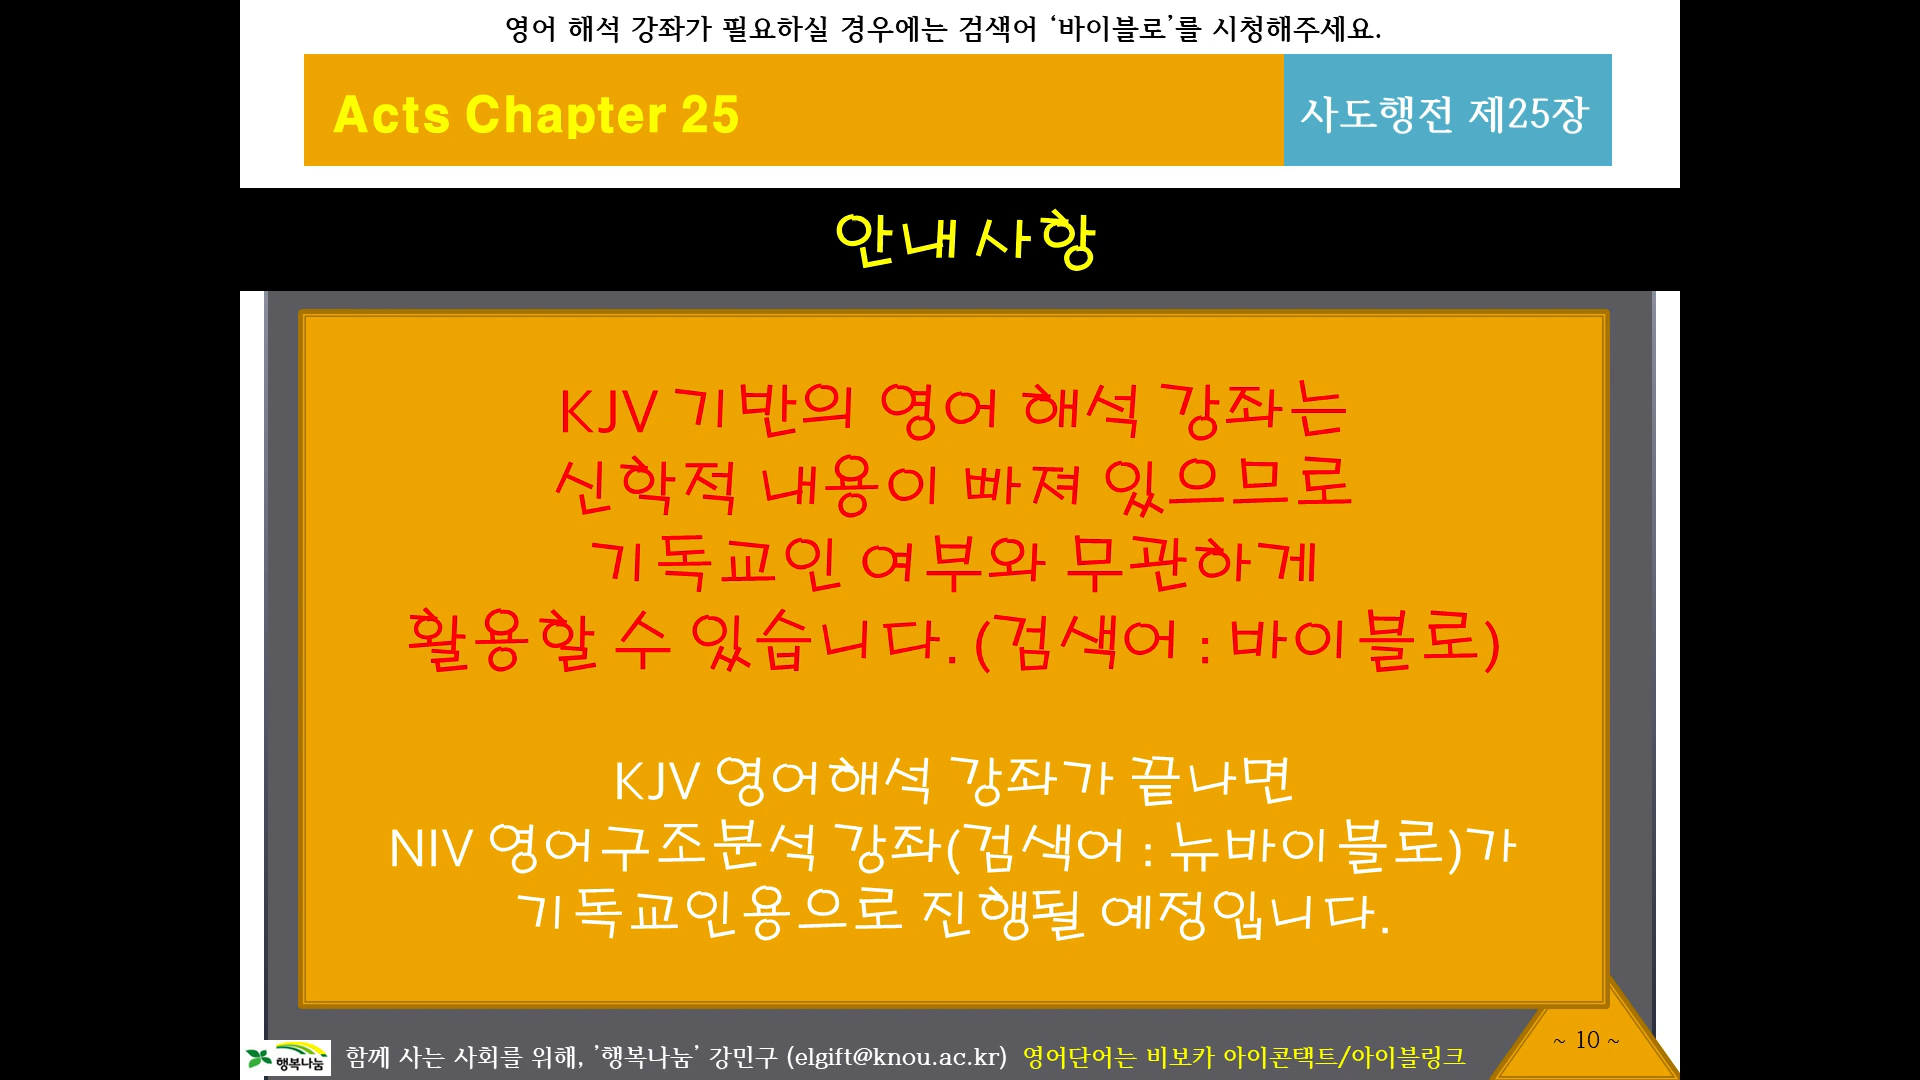 영어 해석 강좌가 필요하실 경우에는 검색어 ‘바이블로’를 시청해주세요.
Acts Chapter 25
사도행전 제25장
안내사항
KJV 기반의 영어 해석 강좌는
신학적 내용이 빠져 있으므로
기독교인 여부와 무관하게
활용할 수 있습니다. (검색어 : 바이블로)
KJV 영어해석 강좌가 끝나면
NIV 영어구조분석 강좌(검색어 : 뉴바이블로)가
기독교인용으로 진행될 예정입니다.
행복나눔 함께 사는 사회를 위해, ’행복나눔’ 강민구 (elgift@knou.ac.kr) 영어단어는 비보카 아이콘택트/아이블링크
~ 10 ~